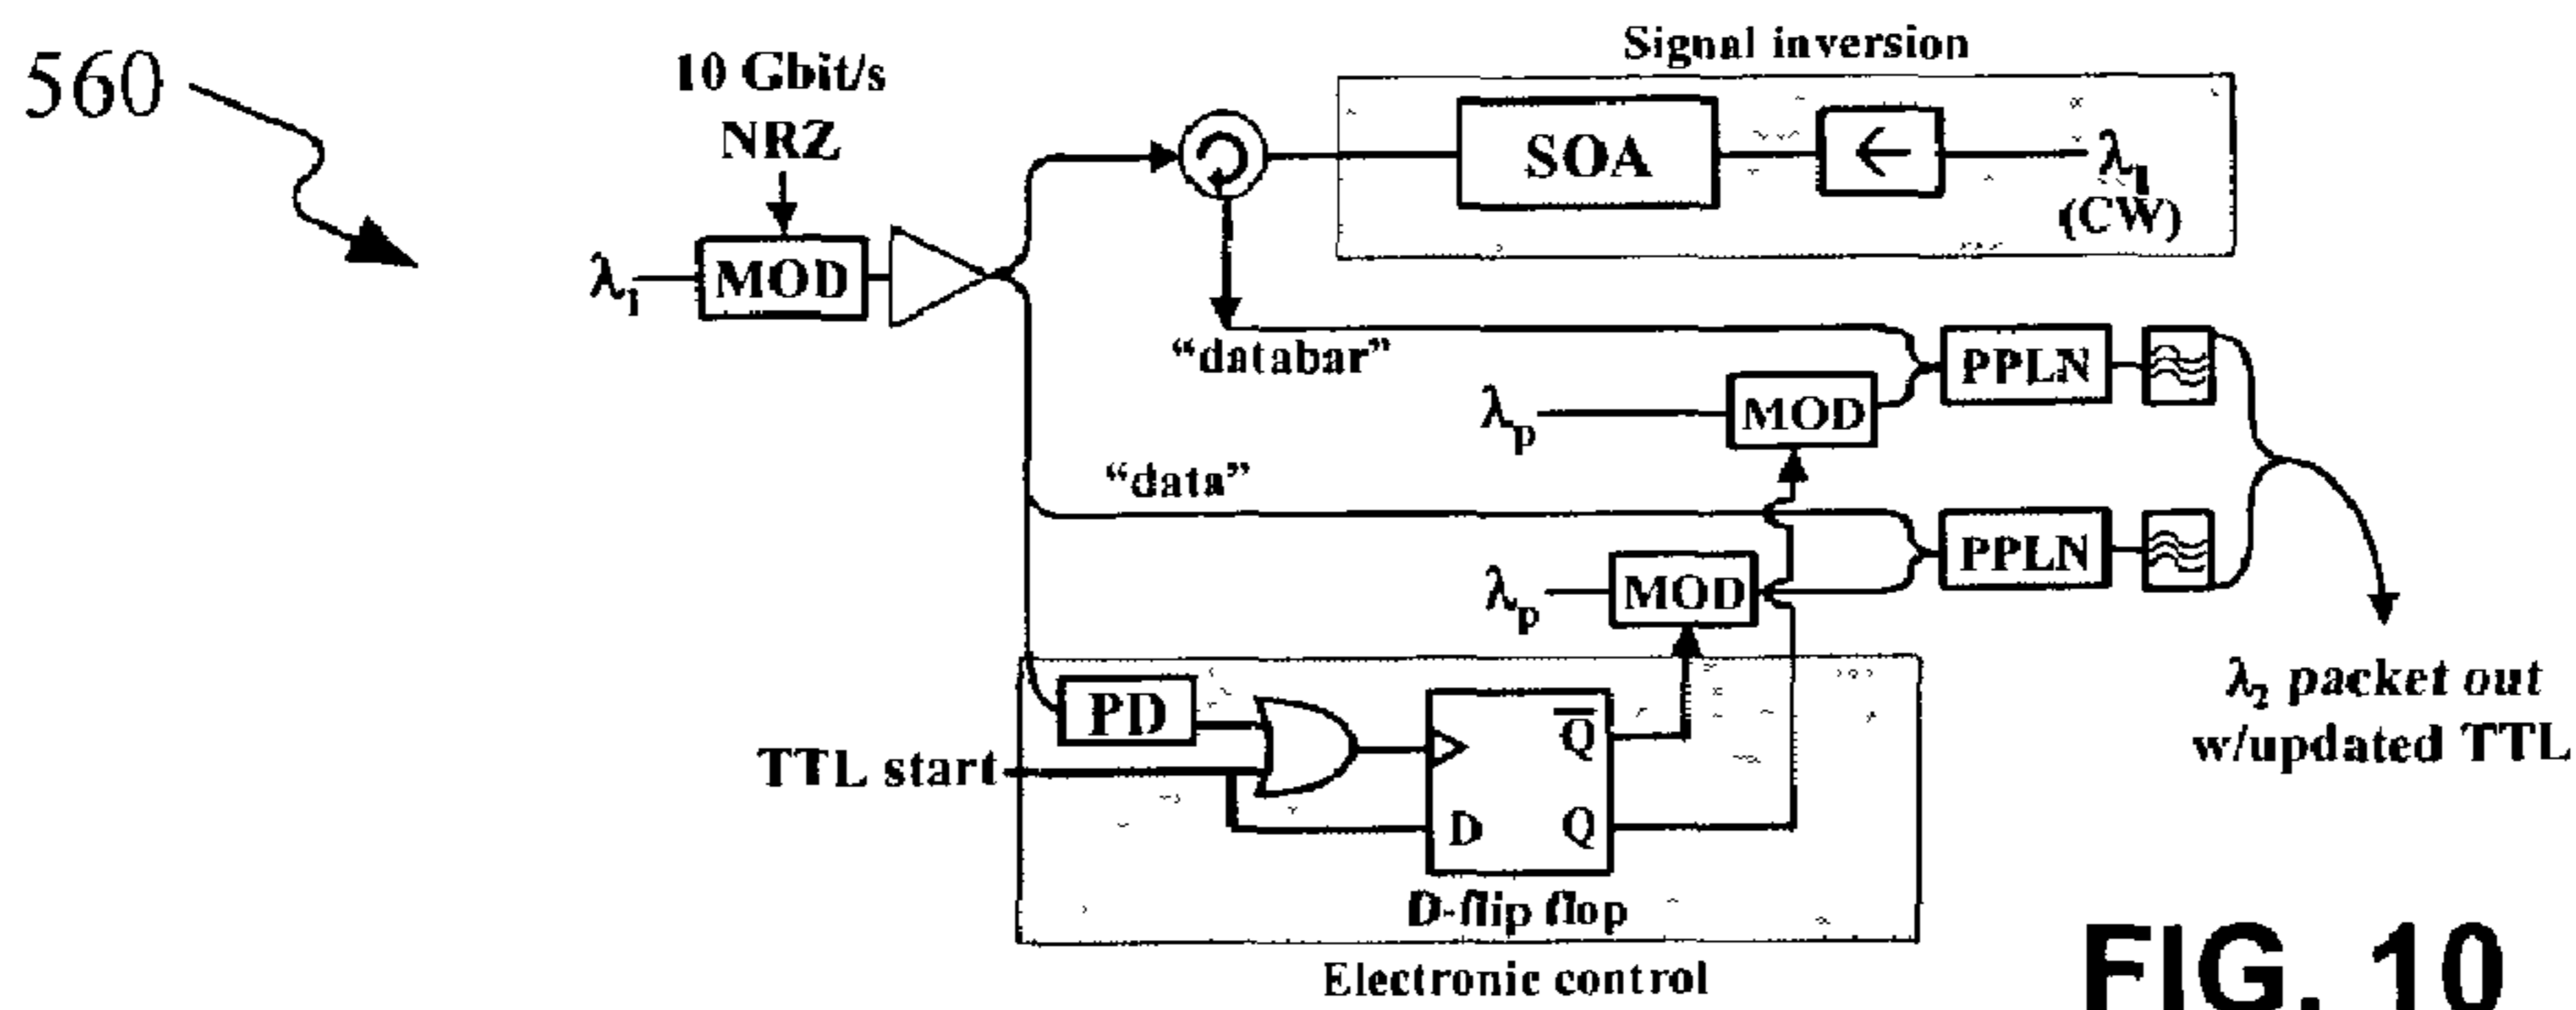 560
10 Gbit/s
NRZ
λ1
MOD
Signal inversion
SOA
←
λ1
(CW)
"databar"
λp
MOD
PPLN
"data"
λp
MOD
PPLN
PD
TTL start
D
Q̅
Q
D-flip flop
Electronic control
λ2 packet out
w/updated TTL
FIG. 10